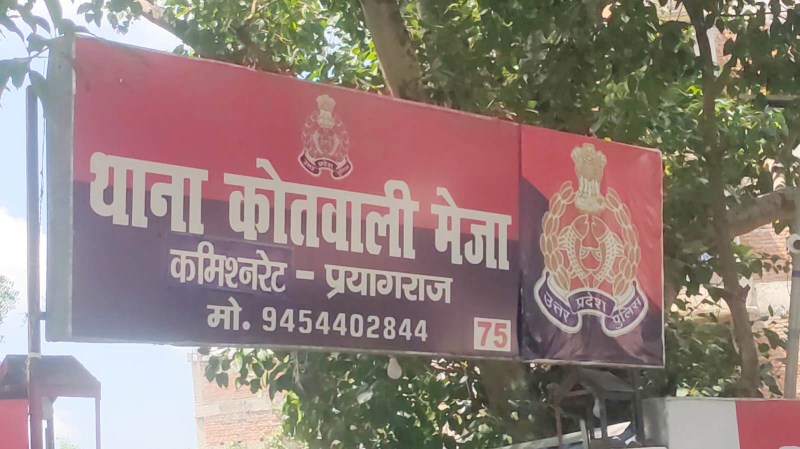 थाना कोतवाली मेजा
कमिश्नरेट - प्रयागराज
मो. 9454402844
75
उत्तर प्रदेश पुलिस